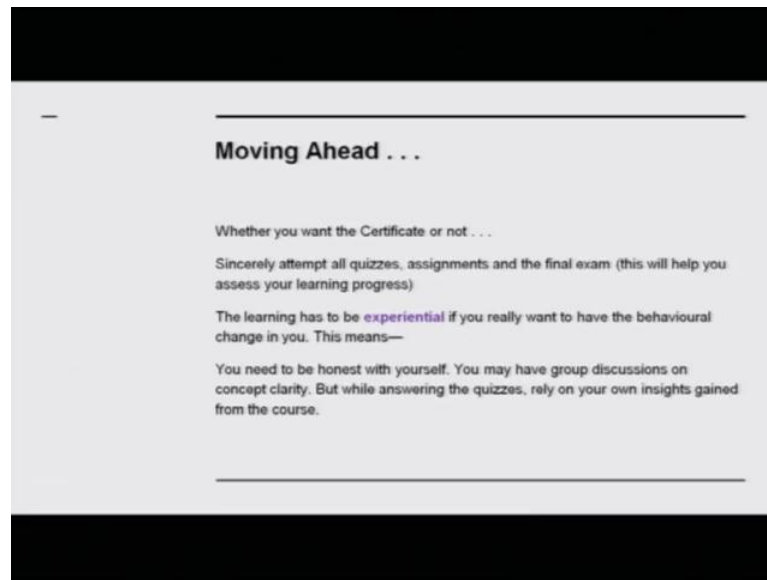 Moving Ahead . . .
Whether you want the Certificate or not . . .
Sincerely attempt all quizzes, assignments and the final exam (this will help you
assess your learning progress)
The learning has to be experiential if you really want to have the behavioural
change in you. This means—
You need to be honest with yourself. You may have group discussions on
concept clarity. But while answering the quizzes, rely on your own insights gained
from the course.